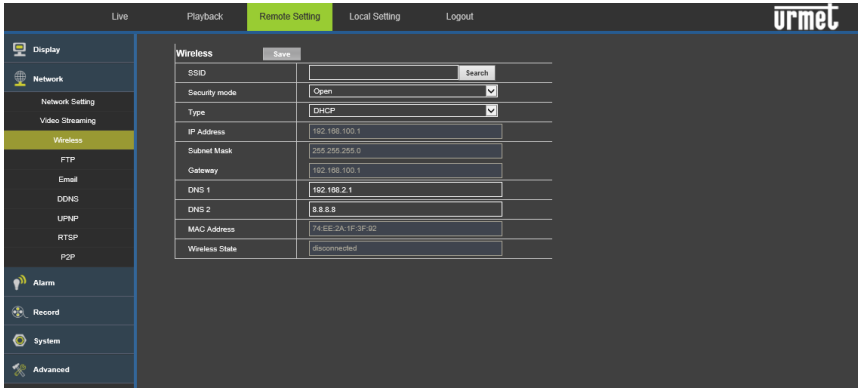 Live Playback Remote Setting Local Setting Logout urmet
Display
Network
Network Setting
Video Streaming
Wireless
FTP
Email
DDNS
UPNP
RTSP
P2P
Alarm
Record
System
Advanced
Wireless Save
SSID Search
Security mode Open
Type DHCP
IP Address 192.168.100.1
Subnet Mask 255.255.255.0
Gateway 192.168.100.1
DNS 1 192.168.2.1
DNS 2 8.8.8.8
MAC Address 74:EE:2A:1F:3F:92
Wireless State disconnected